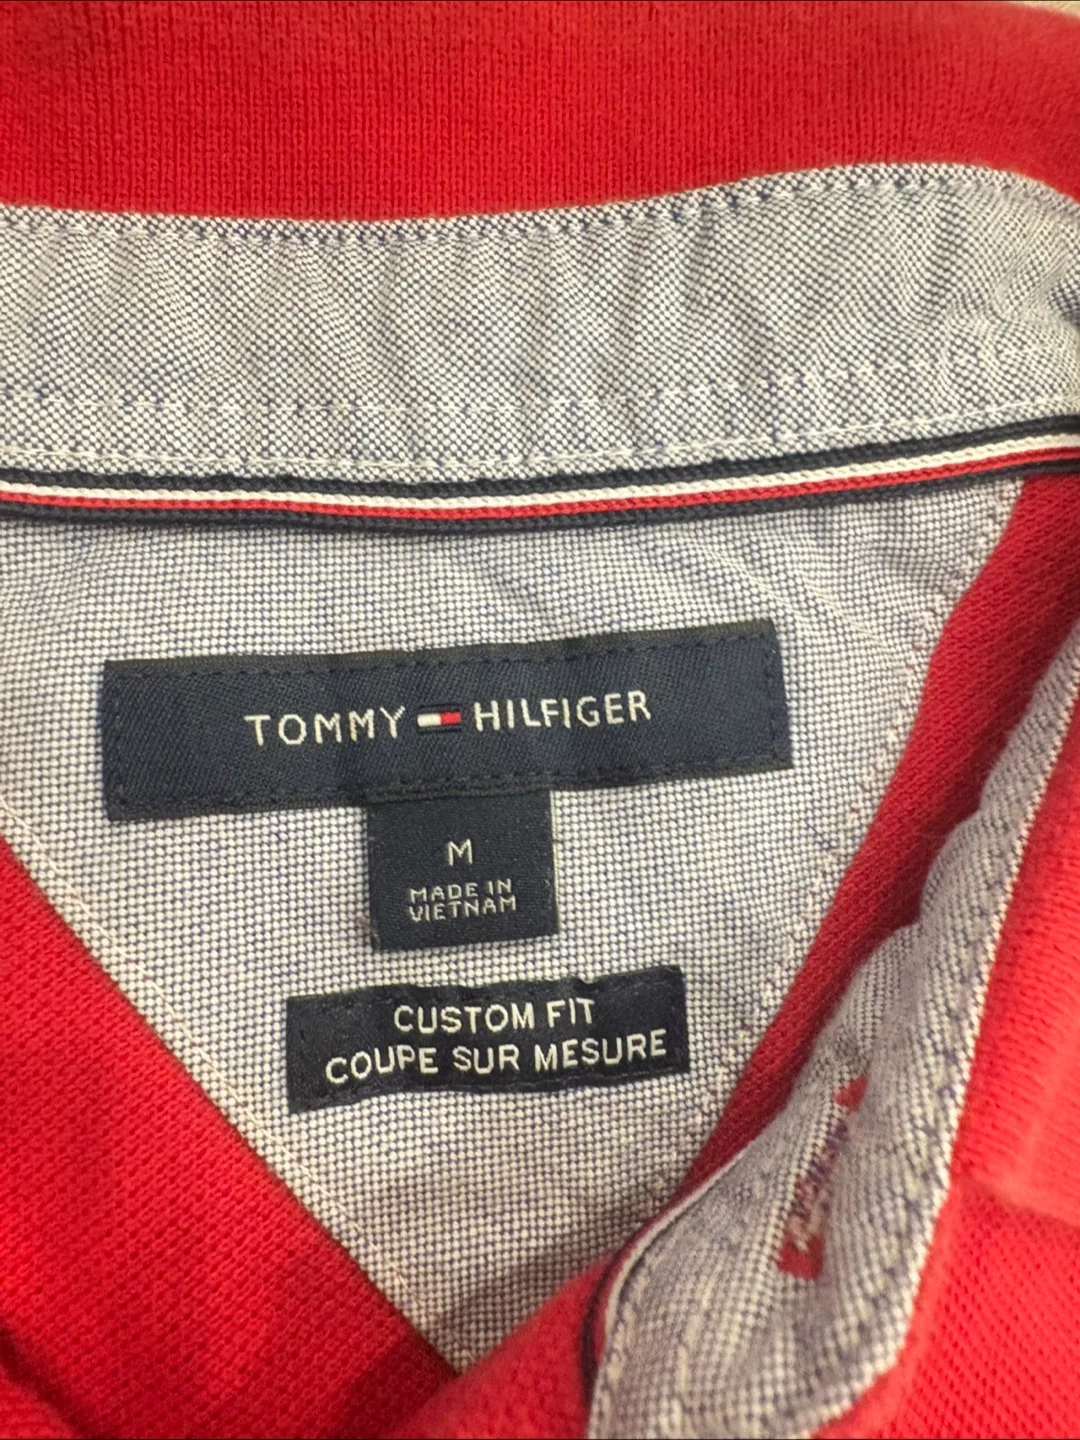 TOMMY HILFIGER
M
MADE IN
VIETNAM
CUSTOM FIT
COUPE SUR MESURE